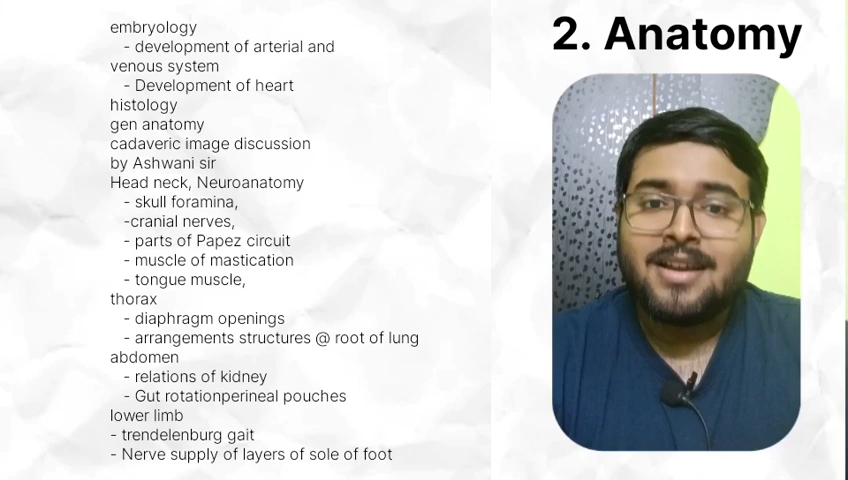 2. Anatomy
embryology
- development of arterial and
venous system
- Development of heart
histology
gen anatomy
cadaveric image discussion
by Ashwani sir
Head neck, Neuroanatomy
- skull foramina,
-cranial nerves,
- parts of Papez circuit
- muscle of mastication
- tongue muscle,
thorax
- diaphragm openings
- arrangements structures @ root of lung
abdomen
- relations of kidney
- Gut rotationperineal pouches
lower limb
- trendelenburg gait
- Nerve supply of layers of sole of foot